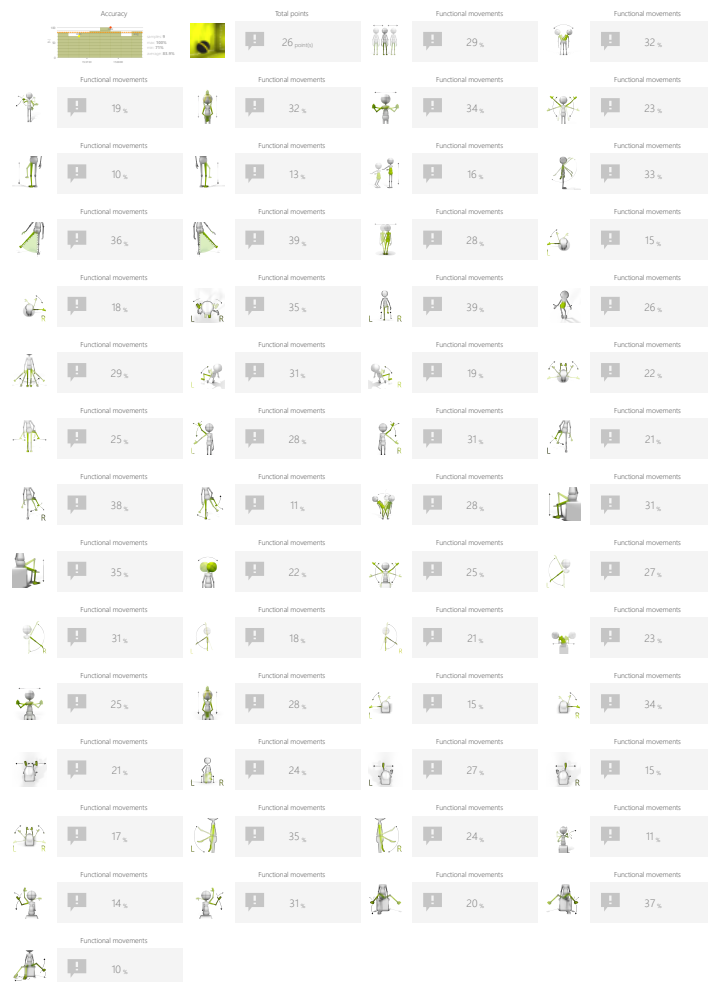 Accuracy
Total points
Functional movements
Functional movements
26 point(s)
29 %
32 %
Functional movements
Functional movements
Functional movements
Functional movements
19 %
32 %
34 %
23 %
Functional movements
Functional movements
Functional movements
Functional movements
10 %
13 %
16 %
33 %
Functional movements
Functional movements
Functional movements
Functional movements
36 %
39 %
28 %
15 %
L
Functional movements
Functional movements
Functional movements
Functional movements
18 %
35 %
39 %
26 %
R
L R
L R
Functional movements
Functional movements
Functional movements
Functional movements
29 %
31 %
19 %
22 %
L
R
Functional movements
Functional movements
Functional movements
Functional movements
25 %
28 %
31 %
21 %
L
R
L
Functional movements
Functional movements
Functional movements
Functional movements
38 %
11 %
28 %
31 %
R
Functional movements
Functional movements
Functional movements
Functional movements
35 %
22 %
25 %
27 %
Functional movements
Functional movements
Functional movements
Functional movements
31 %
18 %
21 %
23 %
R
Functional movements
Functional movements
Functional movements
Functional movements
25 %
28 %
15 %
34 %
L
R
Functional movements
Functional movements
Functional movements
Functional movements
21 %
24 %
27 %
15 %
L R
L
R
Functional movements
Functional movements
Functional movements
Functional movements
17 %
35 %
24 %
11 %
L
R
Functional movements
Functional movements
Functional movements
Functional movements
14 %
31 %
20 %
37 %
Functional movements
10 %